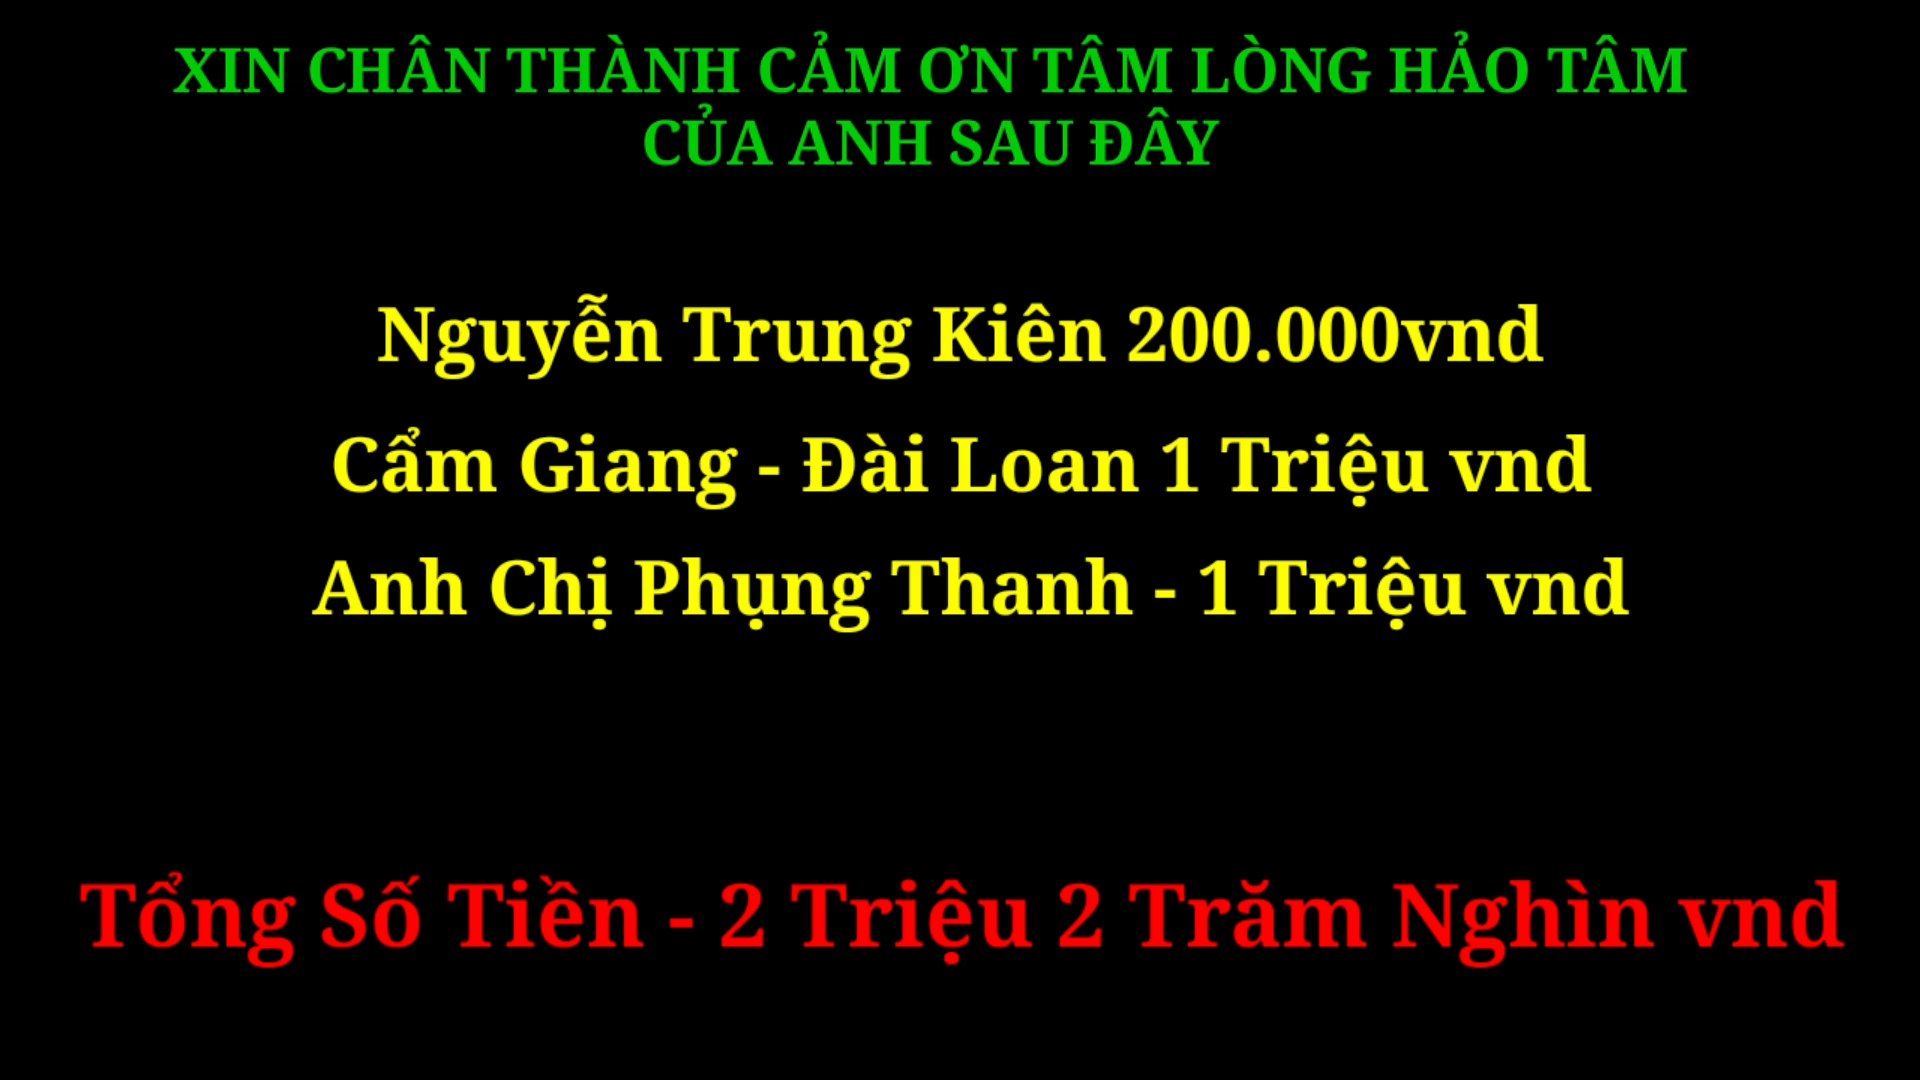 XIN CHÂN THÀNH CẢM ƠN TÂM LÒNG HẢO TÂM
CỦA ANH SAU ĐÂY
Nguyễn Trung Kiên 200.000vnd
Cẩm Giang - Đài Loan 1 Triệu vnd
Anh Chị Phụng Thanh - 1 Triệu vnd
Tổng Số Tiền - 2 Triệu 2 Trăm Nghìn vnd